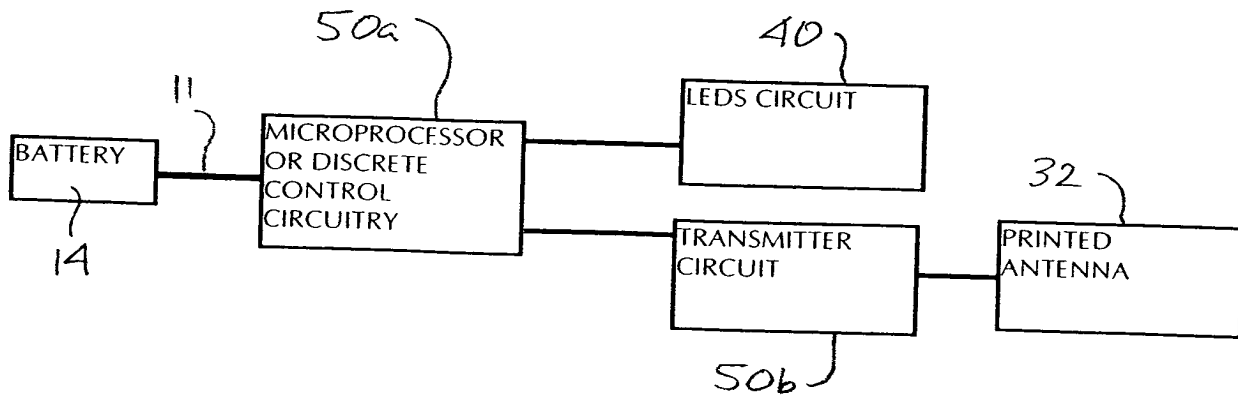 50a
40
11
LEDS CIRCUIT
BATTERY
MICROPROCESSOR
OR DISCRETE
CONTROL
CIRCUITRY
14
32
TRANSMITTER
CIRCUIT
PRINTED
ANTENNA
50b